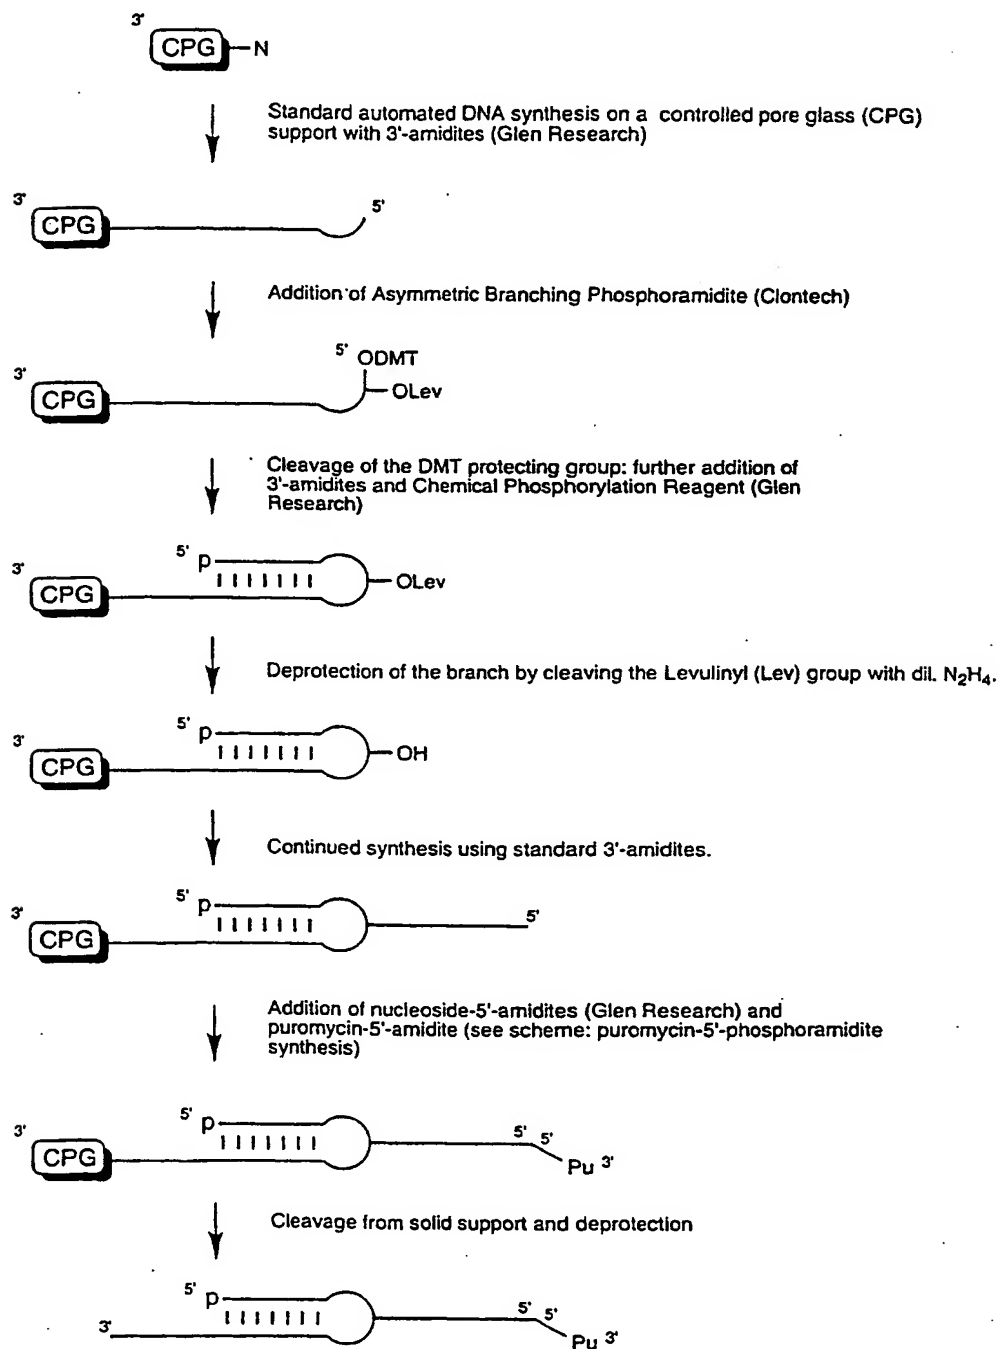 3'
CPG N
Standard automated DNA synthesis on a controlled pore glass (CPG)
support with 3'-amidites (Glen Research)
3'
CPG
5'
Addition of Asymmetric Branching Phosphoramidite (Clontech)
5' ODMT
3'
CPG
OLev
Cleavage of the DMT protecting group: further addition of
3'-amidites and Chemical Phosphorylation Reagent (Glen
Research)
5' p
3'
CPG
OLev
Deprotection of the branch by cleaving the Levulinyl (Lev) group with dil. N₂H₄.
5' p
3'
CPG
OH
Continued synthesis using standard 3'-amidites.
5' p
5'
3'
CPG
Addition of nucleoside-5'-amidites (Glen Research) and
puromycin-5'-amidite (see scheme: puromycin-5'-phosphoramidite
synthesis)
5' p
5' 5'
3'
CPG
Pu 3'
Cleavage from solid support and deprotection
5' p
5' 5'
3'
Pu 3'